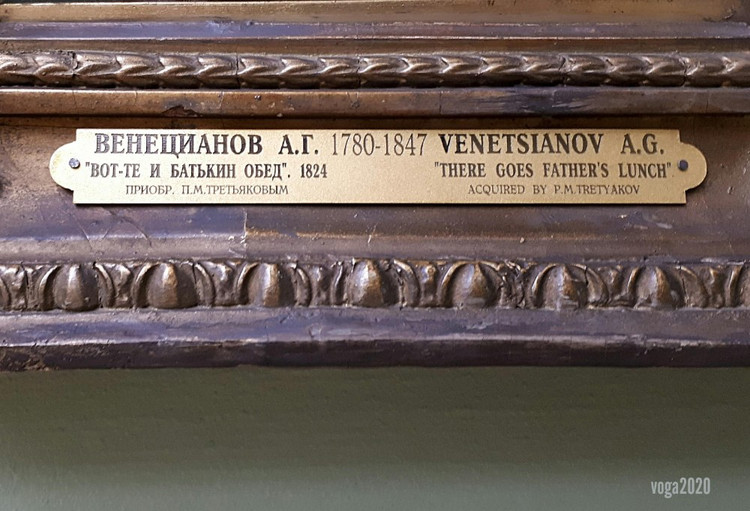 ВЕНЕЦИАНОВ А.Г. 1780-1847 VENETSIANOV A.G.
"ВОТ-ТЕ И БАТЬКИН ОБЕД". 1824 "THERE GOES FATHER'S LUNCH".
ПРИОБР. П.М.ТРЕТЬЯКОВЫМ ACQUIRED BY P.M.TRETYAKOV
voga2020